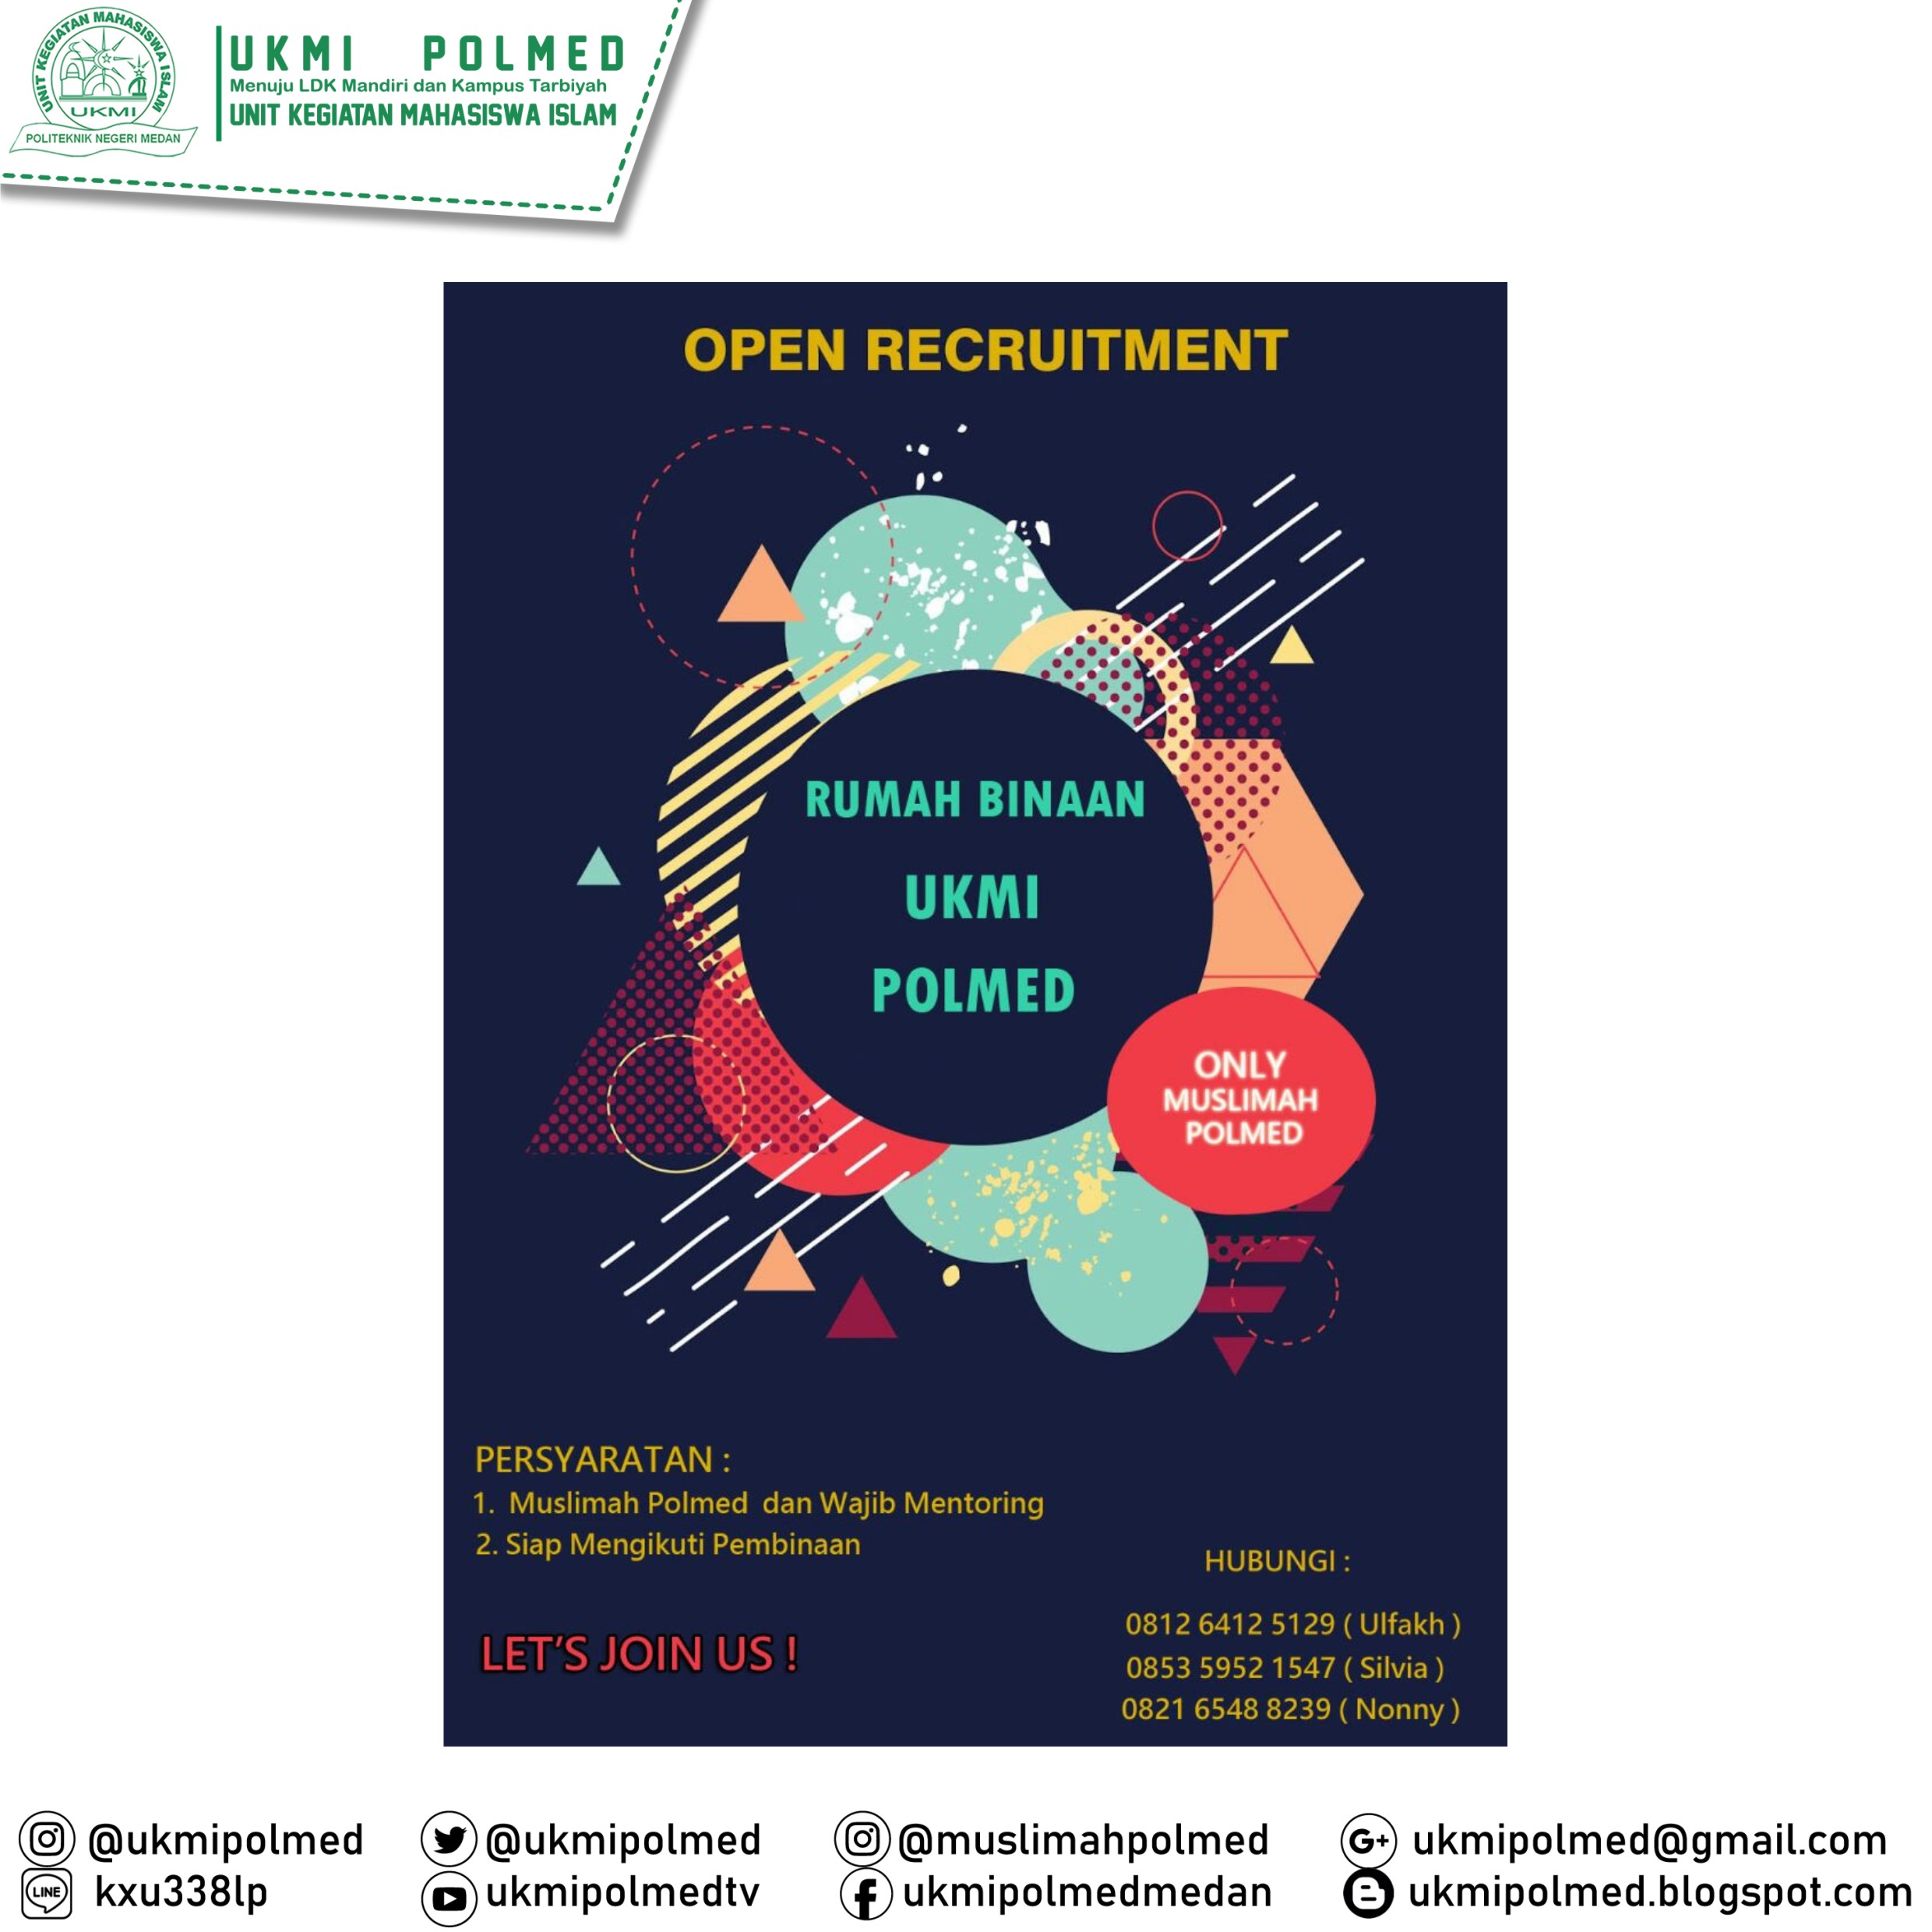 UNIT KEGIATAN MAHASISWA ISLAM
UKMI
POLITEKNIK NEGERI MEDAN
UKMI POLMED
Menuju LDK Mandiri dan Kampus Tarbiyah
UNIT KEGIATAN MAHASISWA ISLAM
OPEN RECRUITMENT
RUMAH BINAAN
UKMI
POLMED
ONLY
MUSLIMAH
POLMED
PERSYARATAN :
1. Muslimah Polmed dan Wajib Mentoring
2. Siap Mengikuti Pembinaan
LET'S JOIN US !
HUBUNGI :
0812 6412 5129 ( Ulfakh )
0853 5952 1547 ( Silvia )
0821 6548 8239 ( Nonny )
@ukmipolmed @ukmipolmed @muslimahpolmed G+ ukmipolmed@gmail.com
LINE kxu338lp ukmipolmedtv ukmipolmedmedan ukmipolmed.blogspot.com